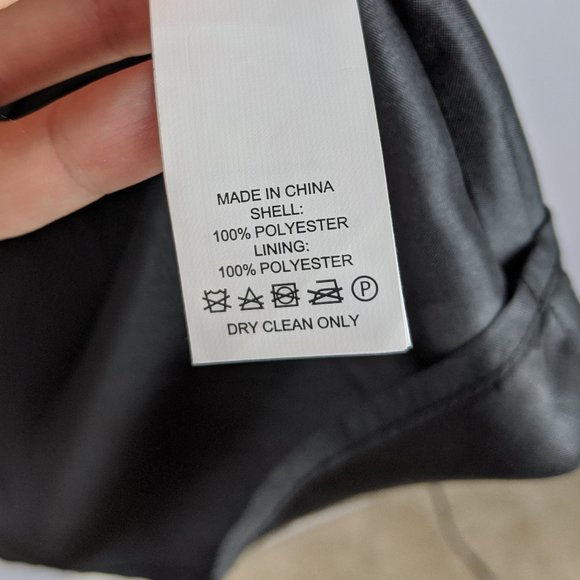 MADE IN CHINA
SHELL:
100% POLYESTER
LINING:
100% POLYESTER
P
DRY CLEAN ONLY